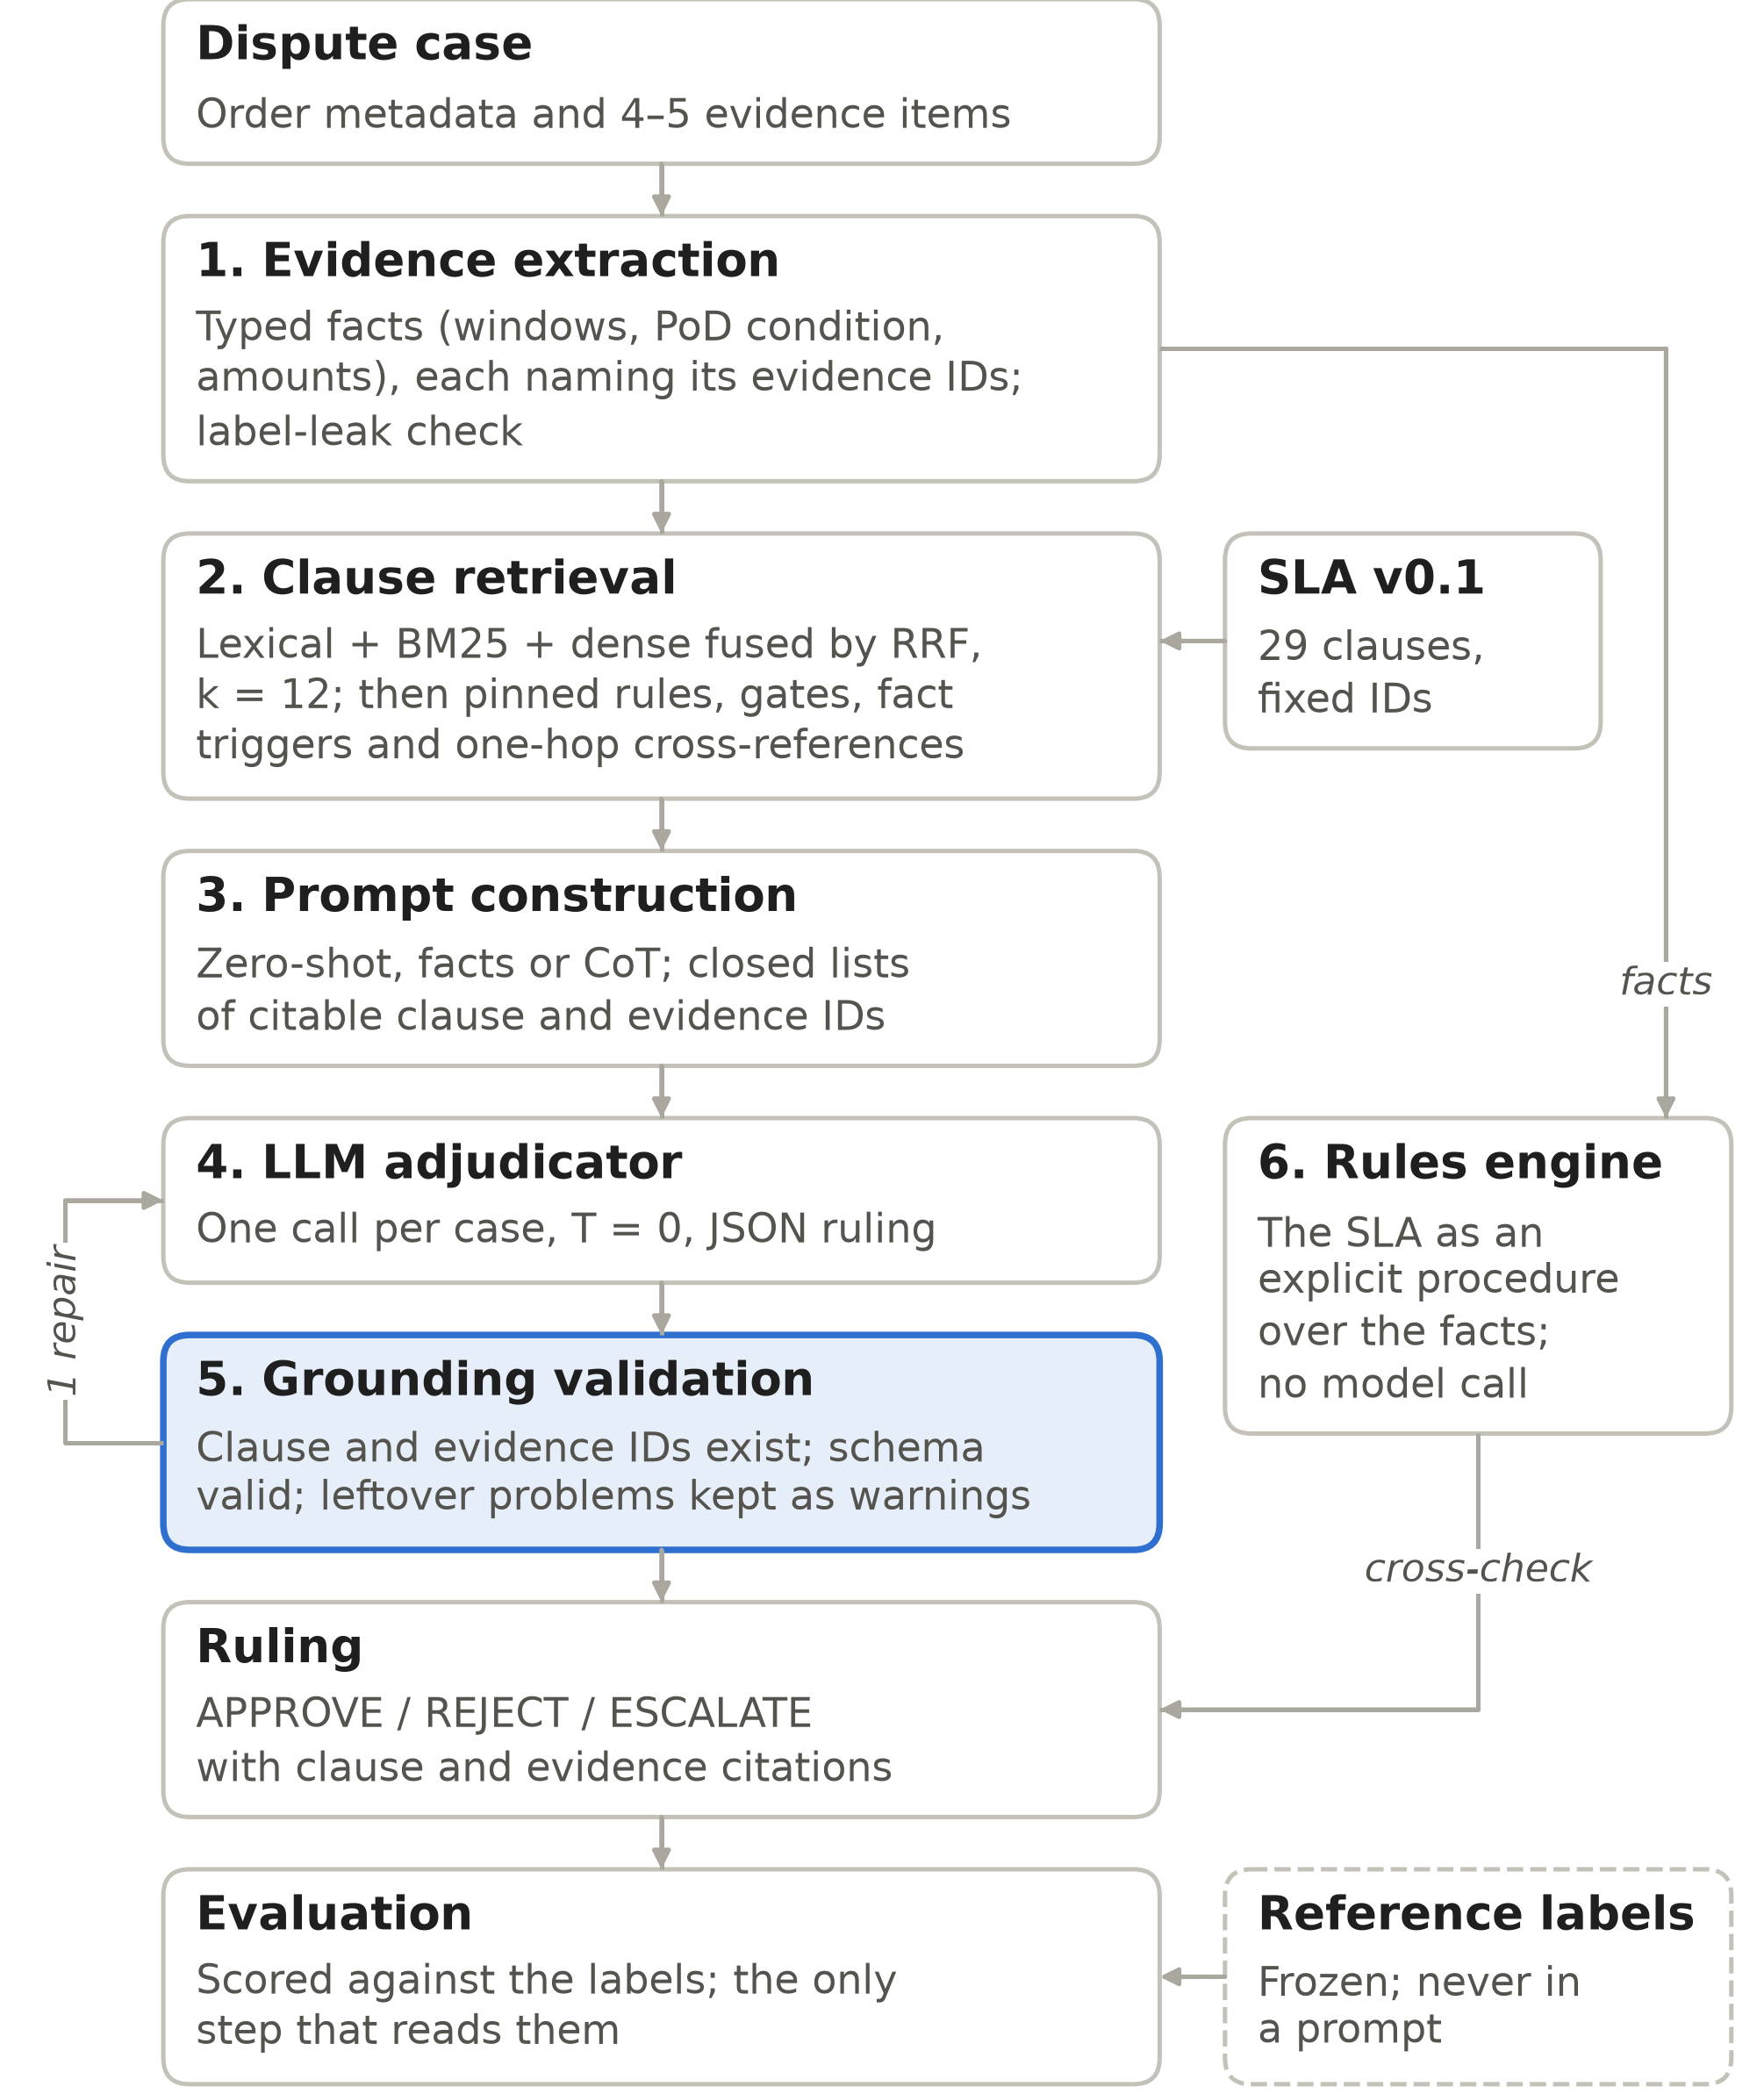 Dispute case
Order metadata and 4–5 evidence items
1. Evidence extraction
Typed facts (windows, PoD condition,
amounts), each naming its evidence IDs;
label-leak check
2. Clause retrieval
Lexical + BM25 + dense fused by RRF,
k = 12; then pinned rules, gates, fact
triggers and one-hop cross-references
SLA v0.1
29 clauses,
fixed IDs
3. Prompt construction
Zero-shot, facts or CoT; closed lists
of citable clause and evidence IDs
facts
4. LLM adjudicator
One call per case, T = 0, JSON ruling
1 repair
6. Rules engine
The SLA as an
explicit procedure
over the facts;
no model call
5. Grounding validation
Clause and evidence IDs exist; schema
valid; leftover problems kept as warnings
cross-check
Ruling
APPROVE / REJECT / ESCALATE
with clause and evidence citations
Evaluation
Scored against the labels; the only
step that reads them
Reference labels
Frozen; never in
a prompt